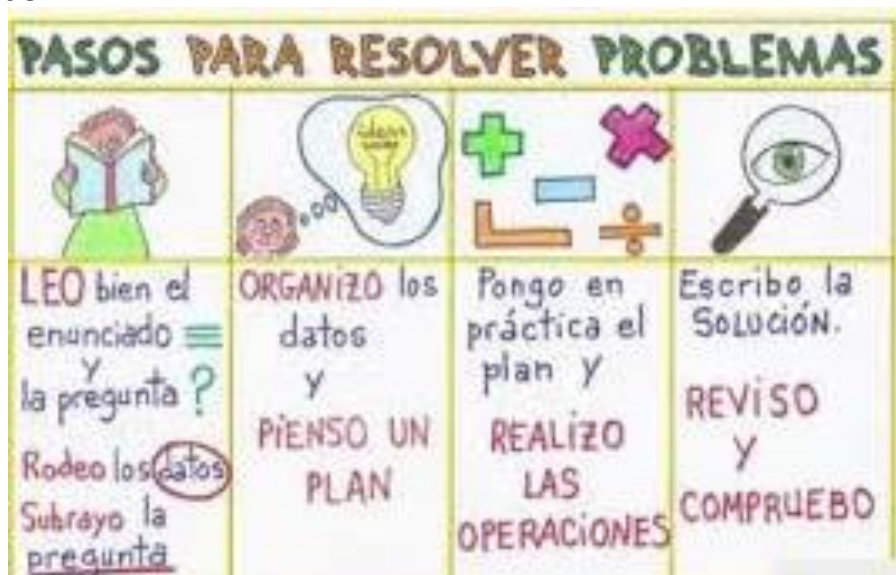 PASOS PARA RESOLVER PROBLEMAS
ideas
LEO bien el
enunciado
y
la pregunta ?
Rodeo los datos
Subrayo la
pregunta
ORGANIZO los
datos
y
PIENSO UN
PLAN
Pongo en
práctica el
plan y
REALIZO
LAS
OPERACIONES
Escribo la
SOLUCIÓN.
REVISO
Y
COMPRUEBO